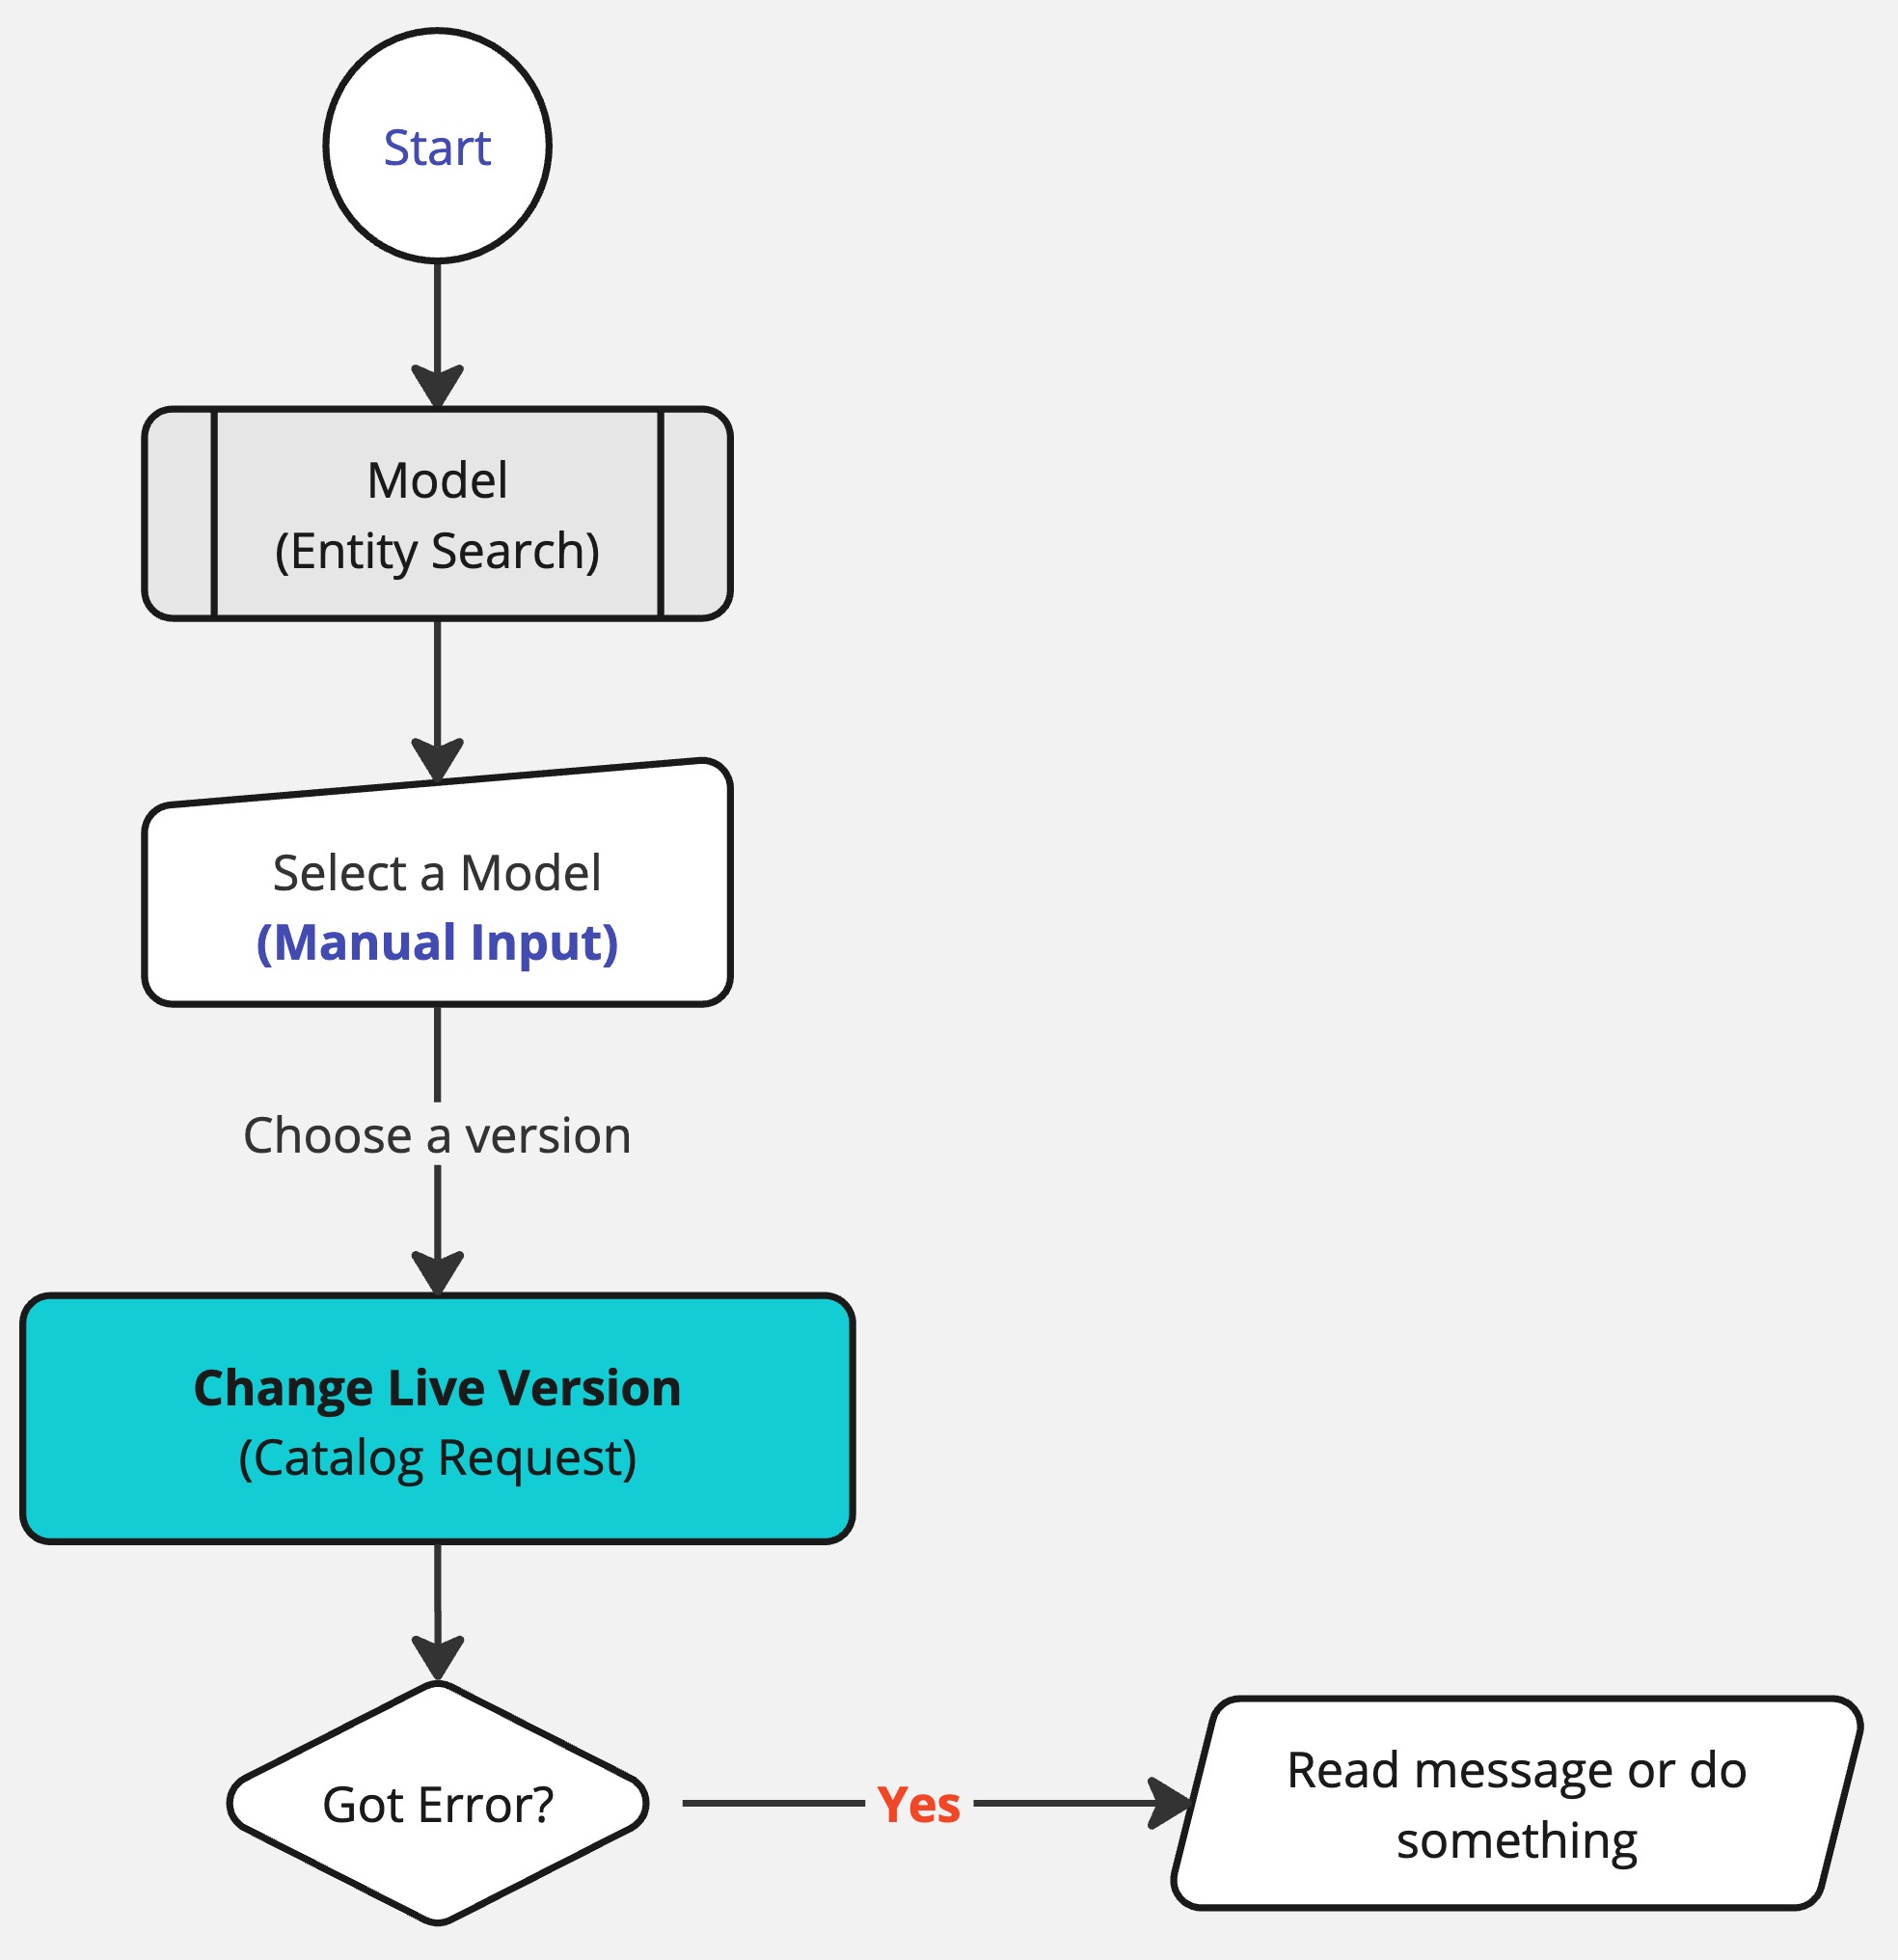 Start
Model
(Entity Search)
Select a Model
(Manual Input)
Choose a version
Change Live Version
(Catalog Request)
Got Error?
Yes
Read message or do
something